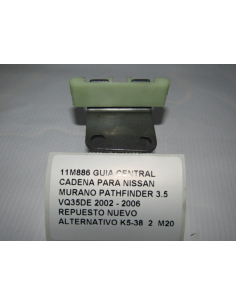 11M886 GUIA CENTRAL
CADENA PARA NISSAN
MURANO PATHFINDER 3.5
VQ35DE 2002 - 2006
REPUESTO NUEVO
ALTERNATIVO K5-38 2 M20